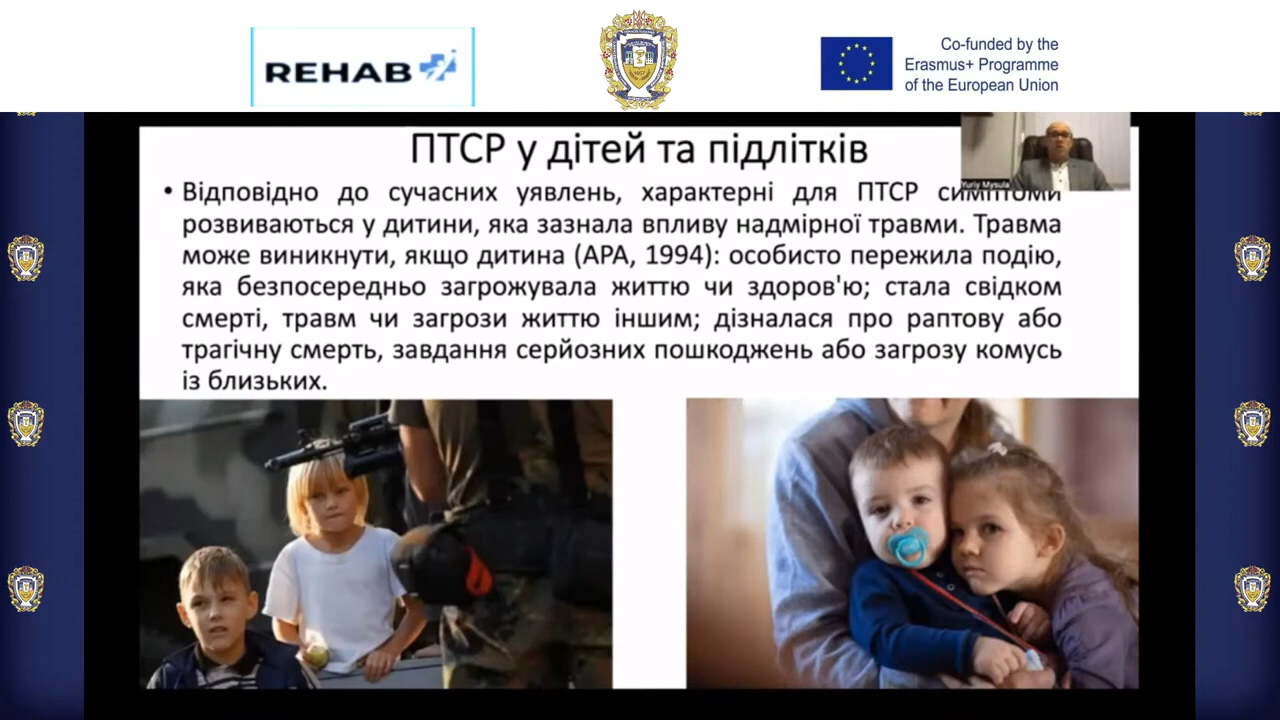 REHAB
Co-funded by the
Erasmus+ Programme
of the European Union
ПТСР у дітей та підлітків
Yuriy Mysula
• Відповідно до сучасних уявлень, характерні для ПТСР симптоми
розвиваються у дитини, яка зазнала впливу надмірної травми. Травма
може виникнути, якщо дитина (АРА, 1994): особисто пережила подію,
яка безпосередньо загрожувала життю чи здоров'ю; стала свідком
смерті, травм чи загрози життю іншим; дізналася про раптову або
трагічну смерть, завдання серйозних пошкоджень або загрозу комусь
із близьких.